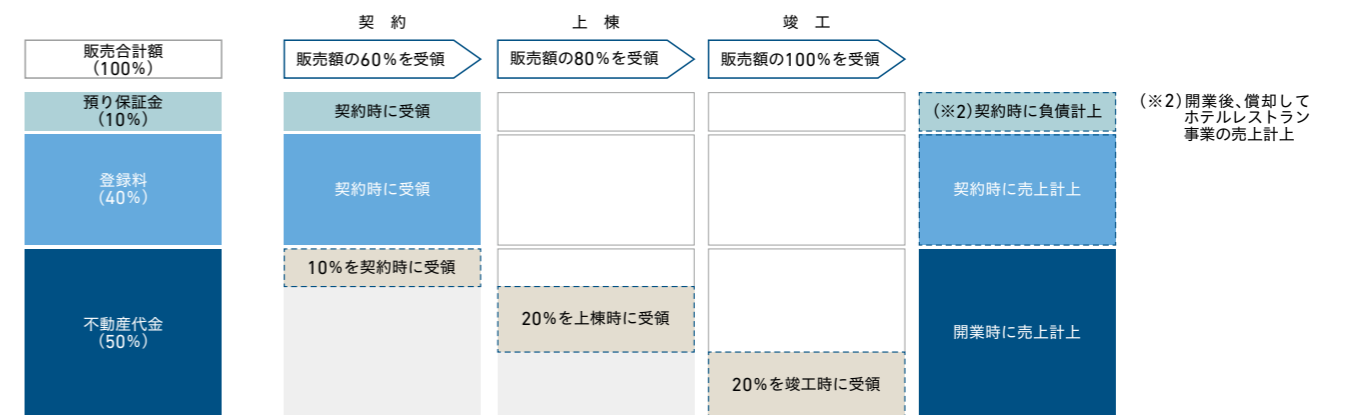 契 約
上 棟
竣 工
販売合計額
(100%)
販売額の60%を受領
販売額の80%を受領
販売額の100%を受領
預り保証金
(10%)
契約時に受領
(※2)契約時に負債計上
(※2)開業後、償却して
ホテルレストラン
事業の売上計上
登録料
(40%)
契約時に受領
契約時に売上計上
10%を契約時に受領
不動産代金
(50%)
20%を上棟時に受領
開業時に売上計上
20%を竣工時に受領